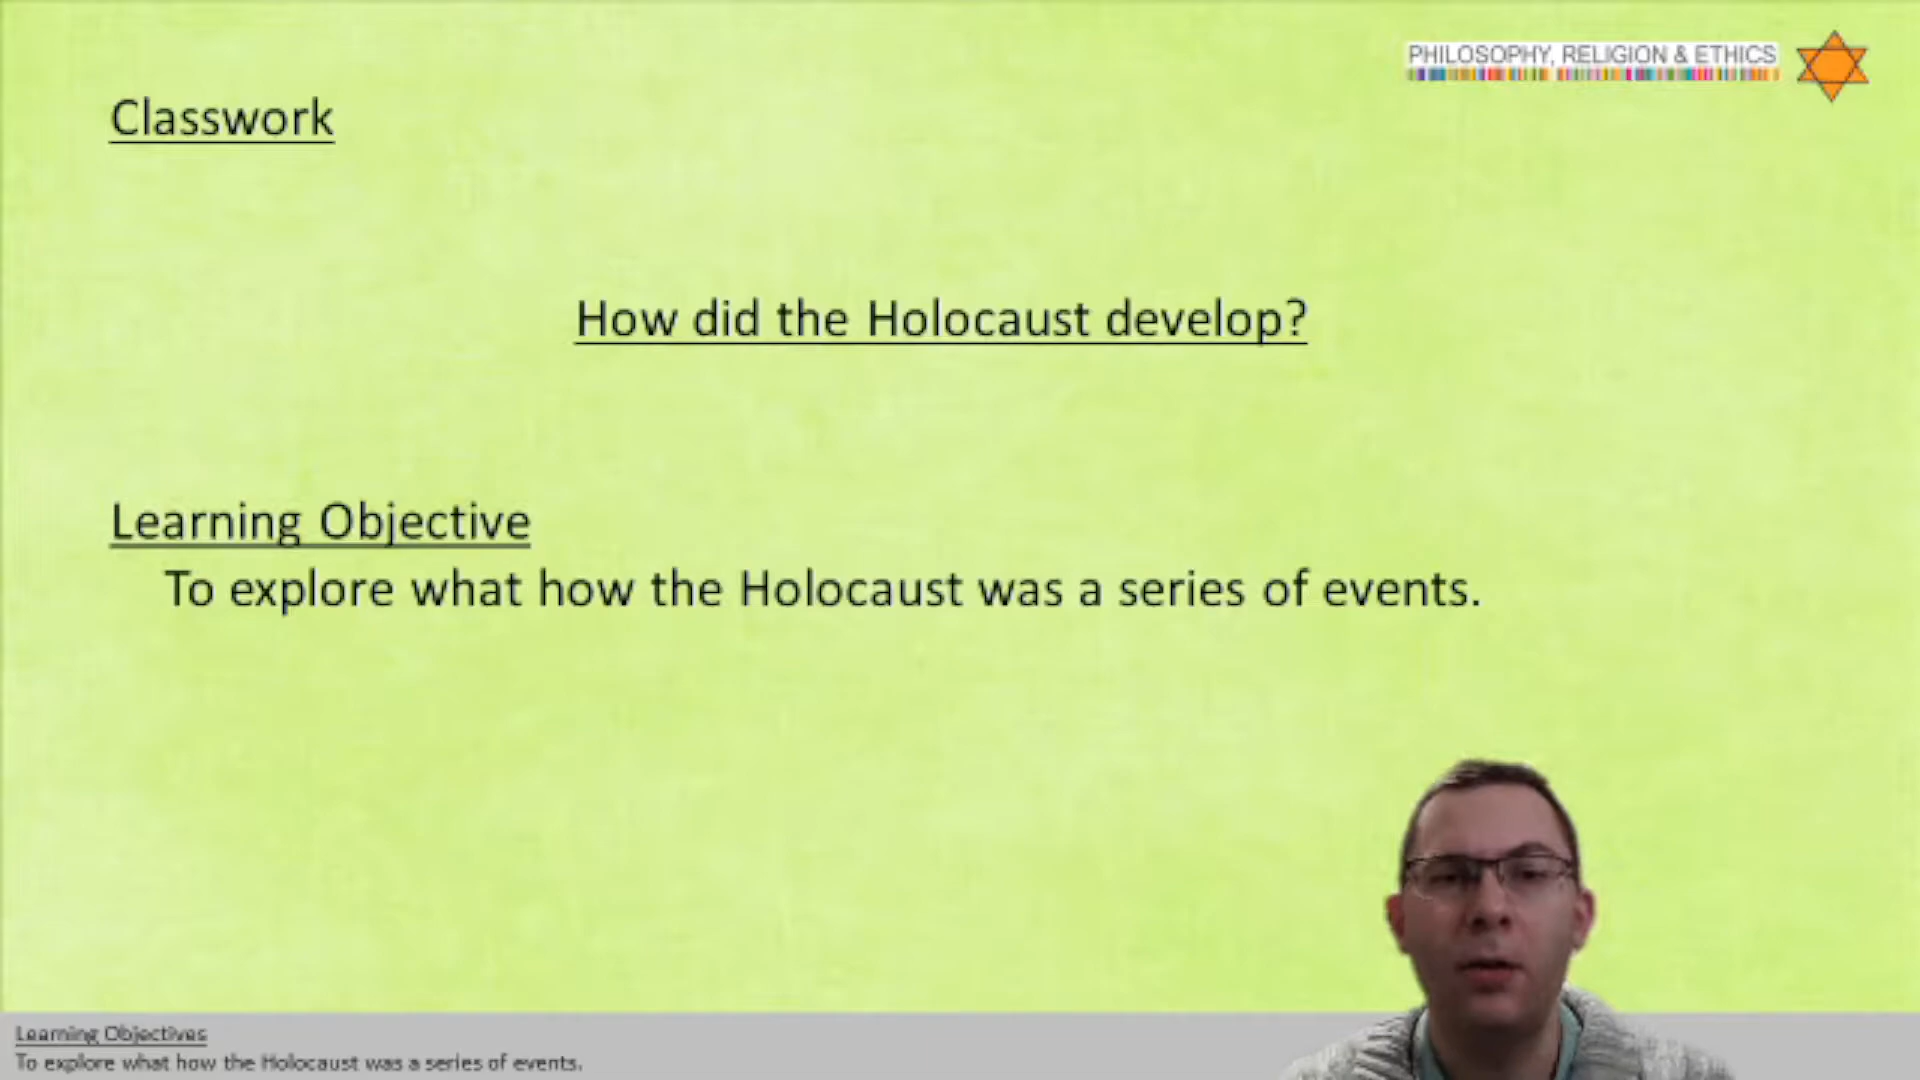 PHILOSOPHY, RELIGION & ETHICS
Classwork
How did the Holocaust develop?
Learning Objective
To explore what how the Holocaust was a series of events.
Learning Objectives
To explore what how the Holocaust was a series of events.